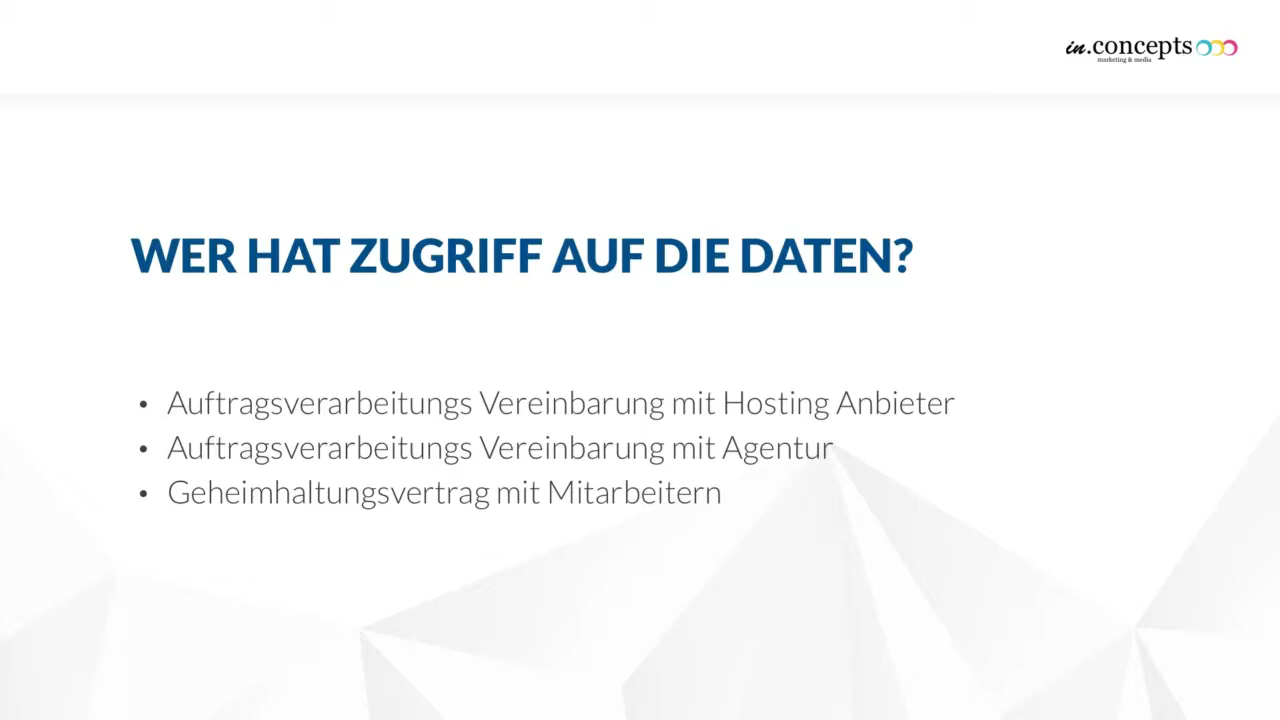 in.concepts
marketing & media
WER HAT ZUGRIFF AUF DIE DATEN?
• Auftragsverarbeitungs Vereinbarung mit Hosting Anbieter
• Auftragsverarbeitungs Vereinbarung mit Agentur
• Geheimhaltungsvertrag mit Mitarbeitern